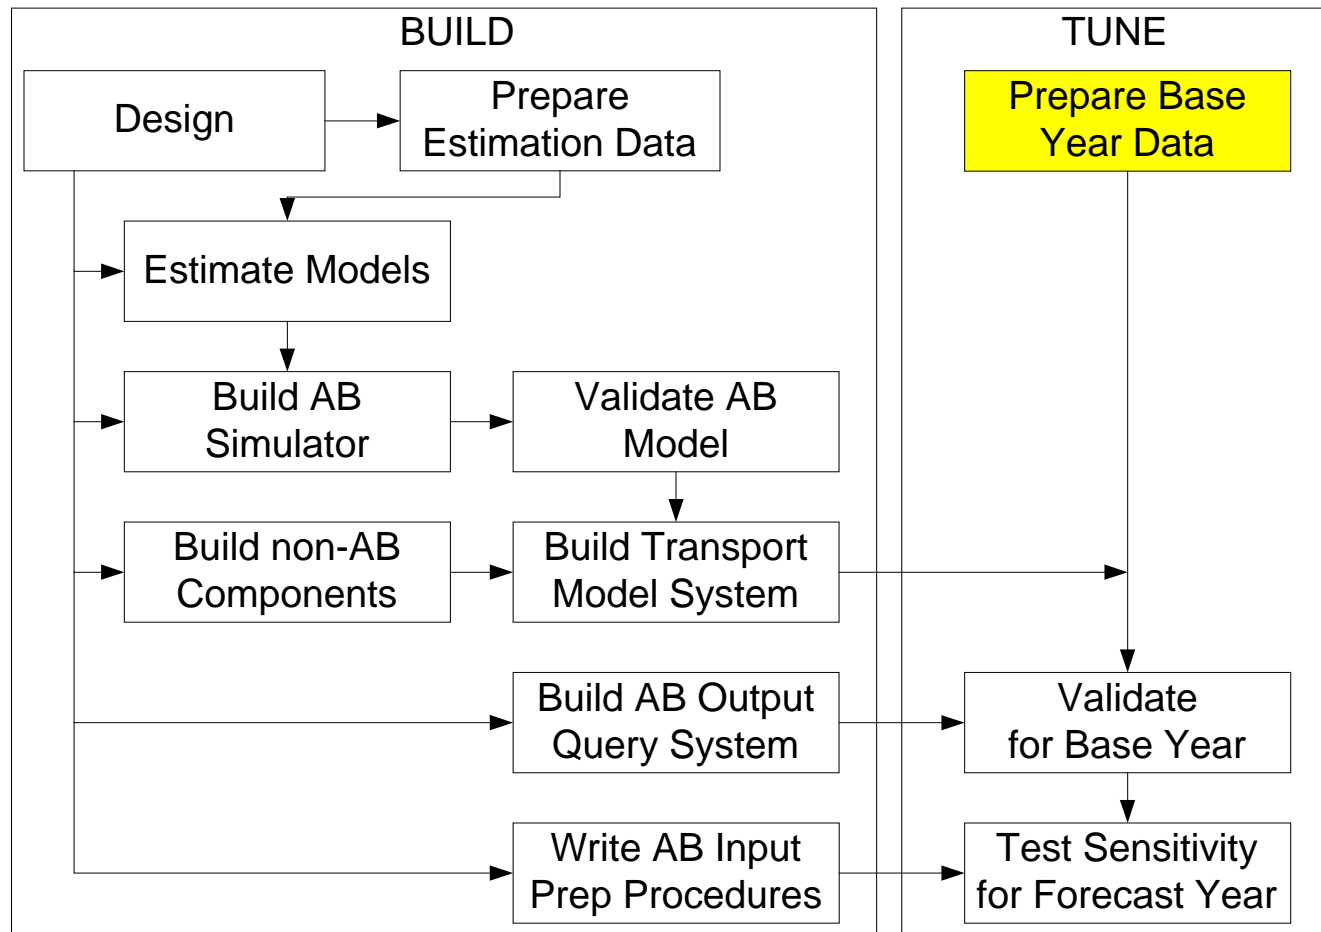 BUILD
TUNE
Design
Prepare
Estimation Data
Prepare Base
Year Data
Estimate Models
Build AB
Simulator
Validate AB
Model
Build non-AB
Components
Build Transport
Model System
Build AB Output
Query System
Validate
for Base Year
Write AB Input
Prep Procedures
Test Sensitivity
for Forecast Year